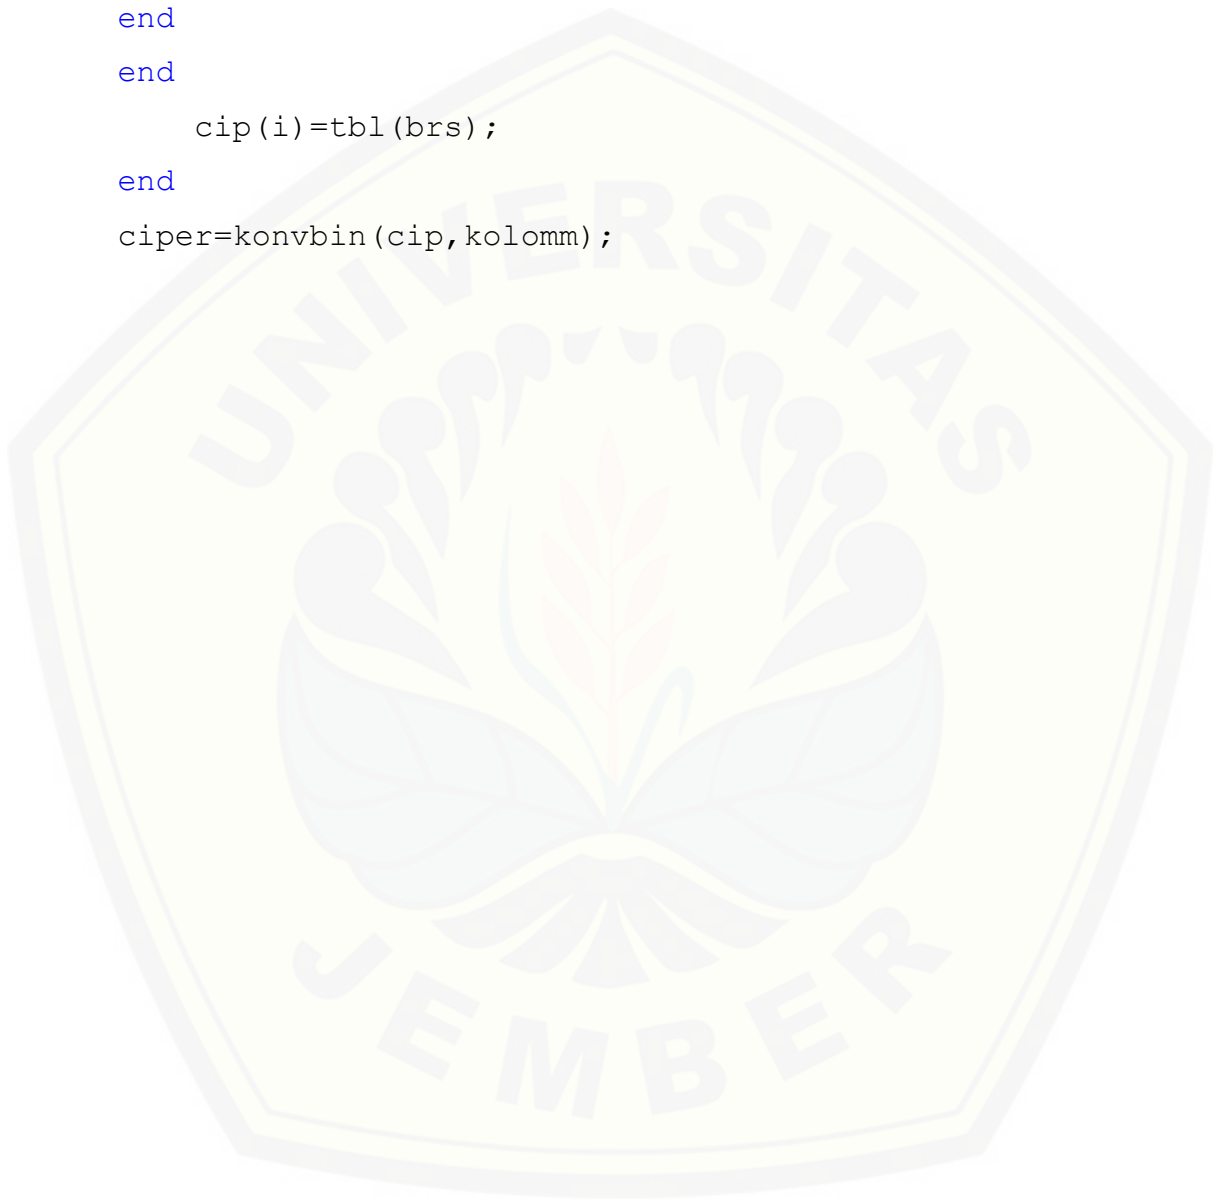 end
end
cip(i)=tbl(brs);
end
ciper=konvbin(cip,kolomm);
UNIVERSITAS
JEMBER